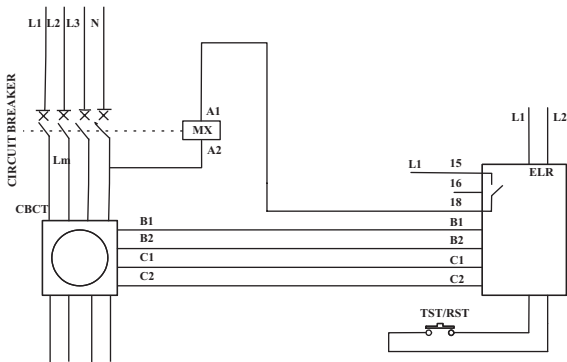 L1 L2 L3 N
CIRCUIT BREAKER
A1
MX
A2
Lm
L1 L2
ELR
L1 15
16
18
CBCT
B1 B1
B2 B2
C1 C1
C2 C2
TST/RST